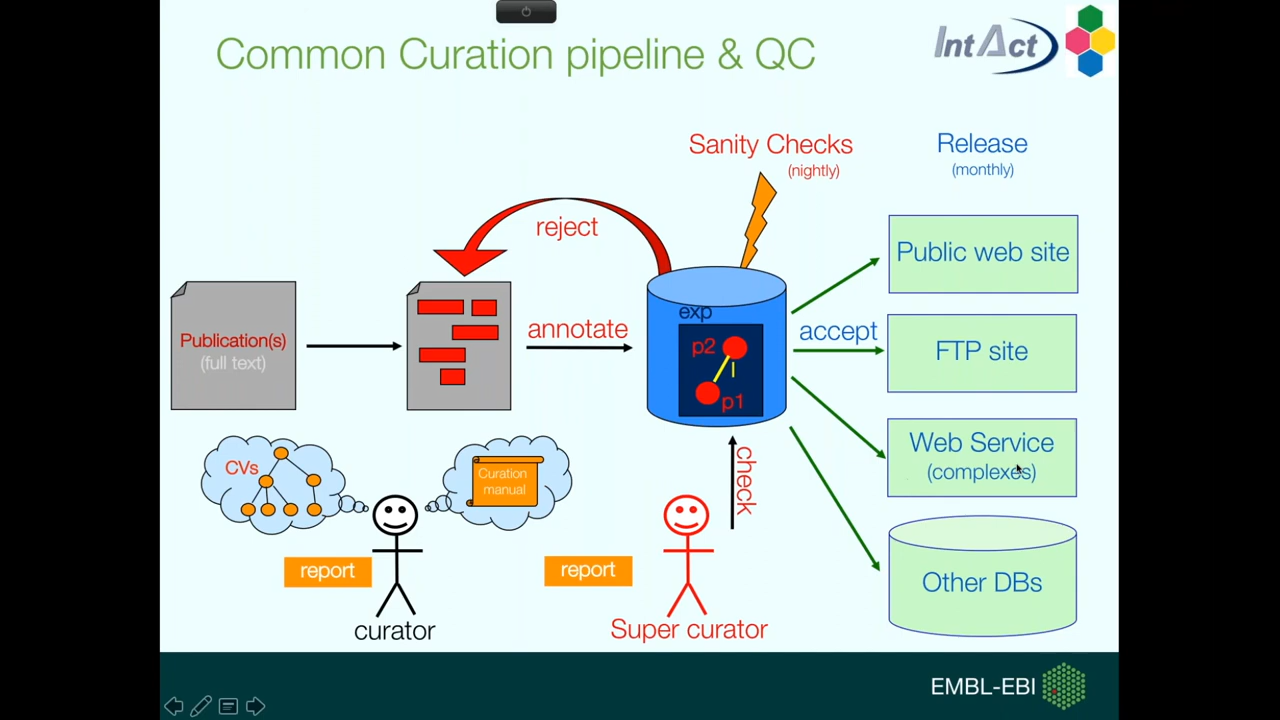 Common Curation pipeline & QC
IntAct
Sanity Checks
(nightly)
Release
(monthly)
reject
Public web site
Publication(s)
(full text)
annotate
exp
p2
I
p1
accept
FTP site
Web Service
(complexes)
CVs
Curation
manual
check
report
report
Other DBs
curator
Super curator
EMBL-EBI